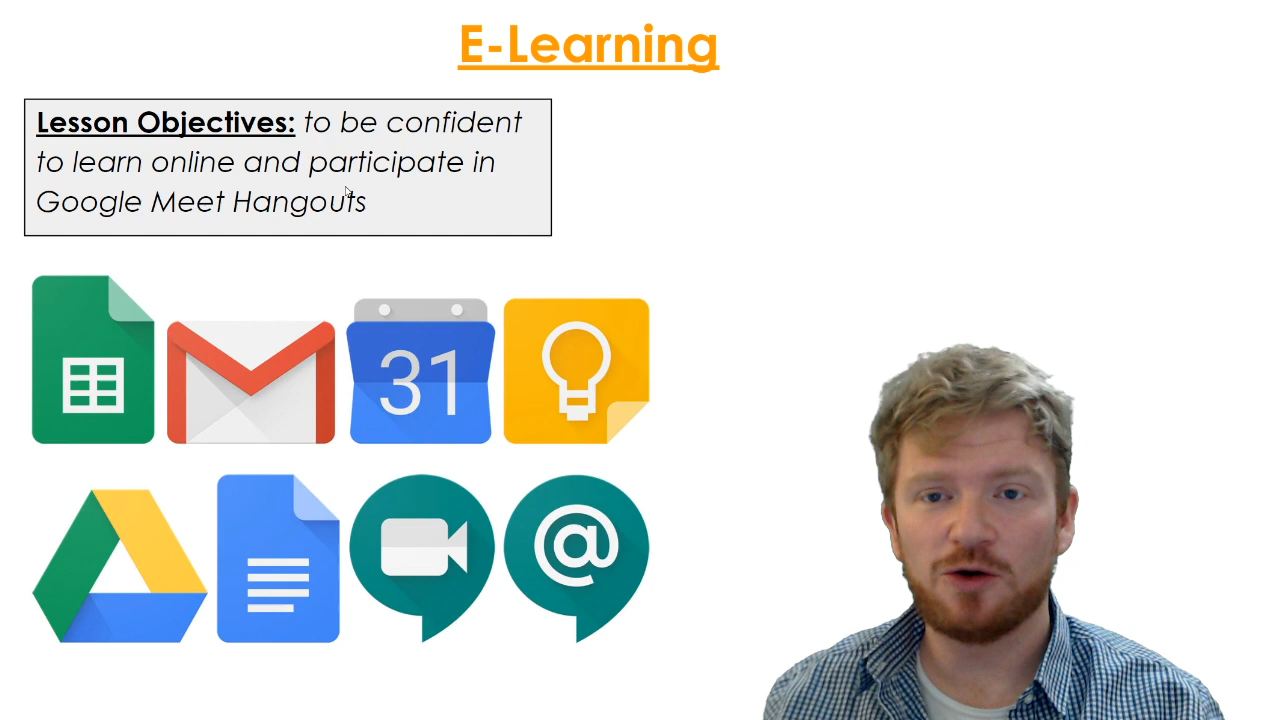 E-Learning
Lesson Objectives: to be confident
to learn online and participate in
Google Meet Hangouts
31
@